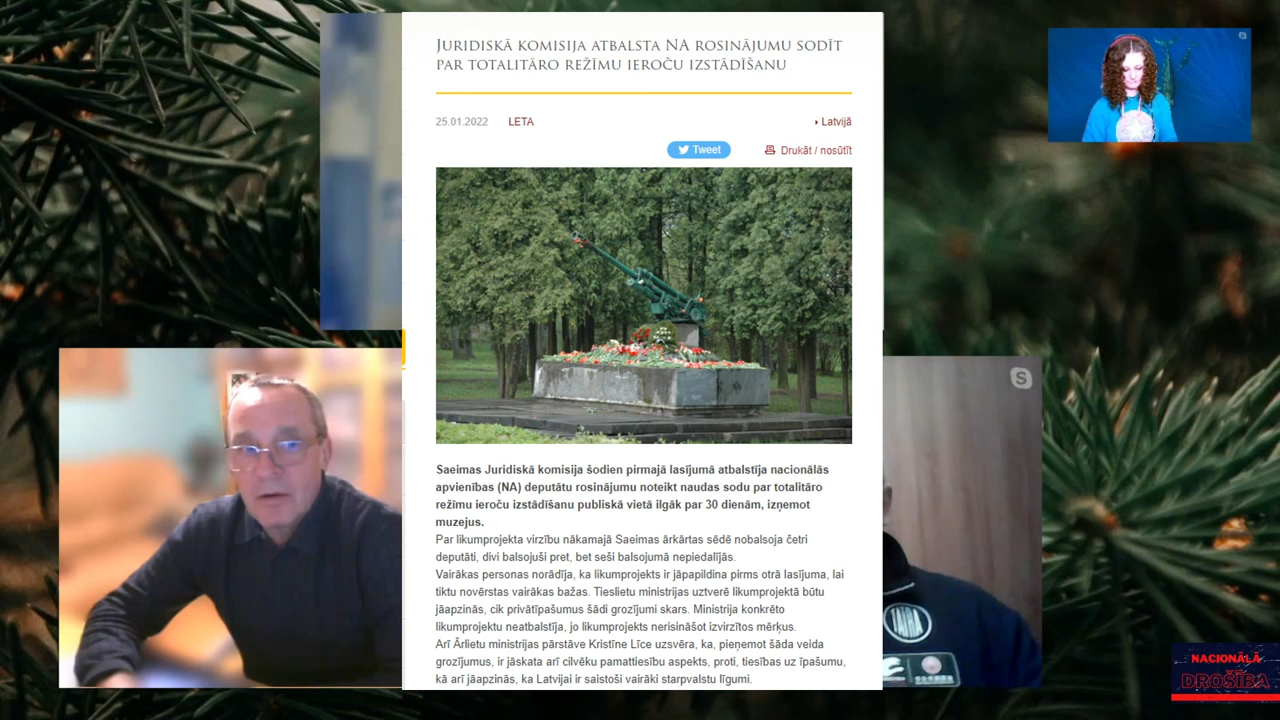 JURIDISKĀ KOMISIJA ATBALSTA NA ROSINĀJUMU SODĪT
PAR TOTALITĀRO REŽĪMU IEROČU IZSTĀDĪŠANU
25.01.2022 LETA Latvijā
Tweet Drukāt / nosūtīt
Saeimas Juridiskā komisija šodien pirmajā lasījumā atbalstīja nacionālās
apvienības (NA) deputātu rosinājumu noteikt naudas sodu par totalitāro
režīmu ieroču izstādīšanu publiskā vietā ilgāk par 30 dienām, izņemot
muzejus.
Par likumprojekta virzību nākamajā Saeimas ārkārtas sēdē nobalsoja četri
deputāti, divi balsojuši pret, bet seši balsojumā nepiedalījās.
Vairākas personas norādīja, ka likumprojekts ir jāpapildina pirms otrā lasījuma, lai
tiktu novērstas vairākas bažas. Tieslietu ministrijas uztverē likumprojektā būtu
jāapzinās, cik privātīpašumus šādi grozījumi skars. Ministrija konkrēto
likumprojektu neatbalstīja, jo likumprojekts nerisināšot izvirzītos mērķus.
Arī Ārlietu ministrijas pārstāve Kristīne Līce uzsvēra, ka, pieņemot šāda veida
grozījumus, ir jāskata arī cilvēku pamattiesību aspekts, proti, tiesības uz īpašumu,
kā arī jāapzinās, ka Latvijai ir saistoši vairāki starpvalstu līgumi.
NACIONĀLĀ
DROŠĪBA